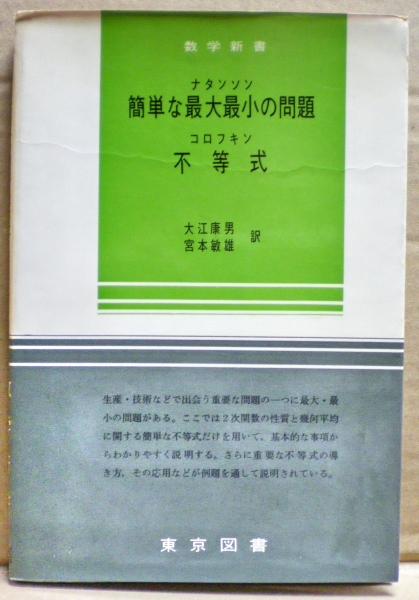 数学新書
ナタンソン
簡単な最大最小の問題
コロフキン
不等式
大江康男
宮本敏雄 訳
生産・技術などで出会う重要な問題の一つに最大・最
小の問題がある。ここでは2次関数の性質と幾何平均
に関する簡単な不等式だけを用いて、基本的な事項か
らわかりやすく説明する。さらに重要な不等式の導
き方、その応用などが例題を通して説明されている。
東京図書